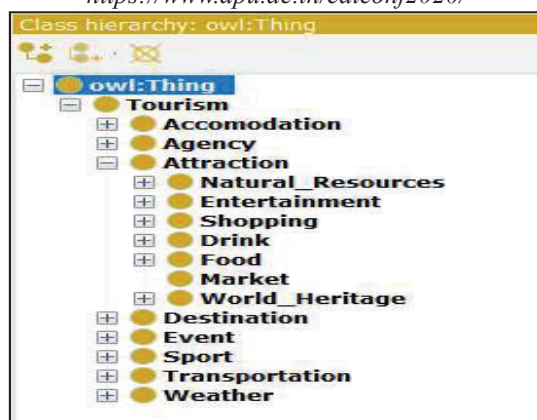 Class hierarchy: owl:Thing
owl:Thing
Tourism
Accomodation
Agency
Attraction
Natural_Resources
Entertainment
Shopping
Drink
Food
Market
World_Heritage
Destination
Event
Sport
Transportation
Weather